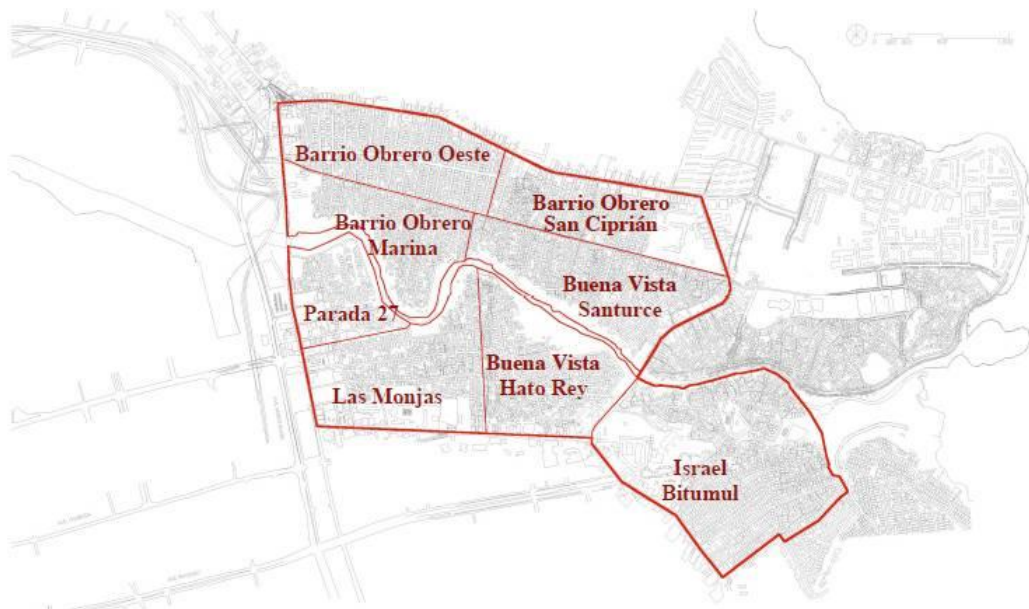 Barrio Obrero Oeste
Barrio Obrero
San Ciprián
Barrio Obrero
Marina
Buena Vista
Santurce
Parada 27
Buena Vista
Hato Rey
Las Monjas
Israel
Bitumul